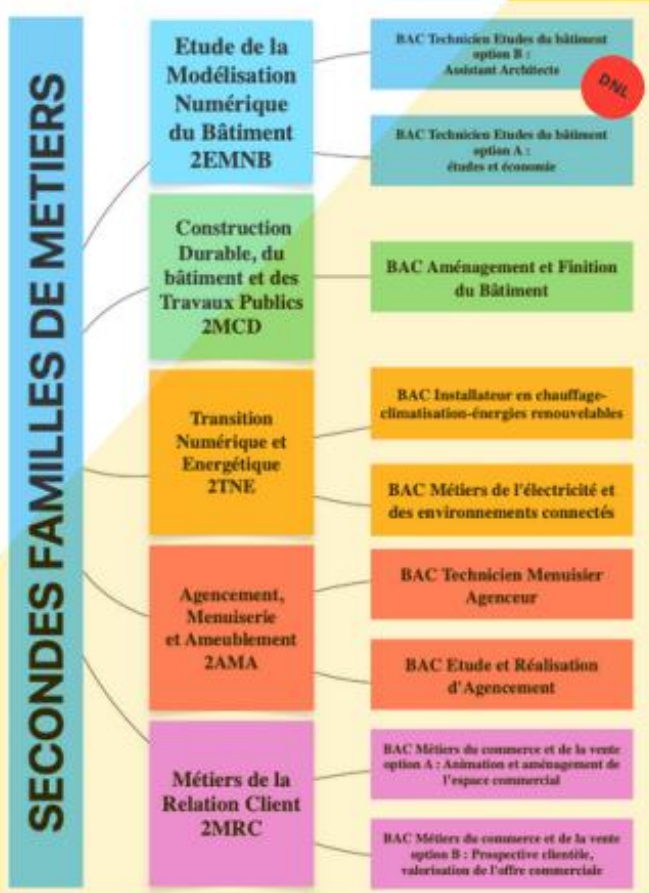 SECONDES FAMILLES DE METIERS
Etude de la
Modélisation
Numérique
du Bâtiment
2EMNB
BAC Technicien Etudes du bâtiment
option B :
Assistant Architecte
DNL
BAC Technicien Etudes du bâtiment
option A :
études et économie
Construction
Durable, du
bâtiment et des
Travaux Publics
2MCD
BAC Aménagement et Finition
du Bâtiment
Transition
Numérique et
Energétique
2TNE
BAC Installateur en chauffage-
climatisation-énergies renouvelables
BAC Métiers de l'électricité et
des environnements connectés
Agencement,
Menuiserie
et Ameublement
2AMA
BAC Technicien Menuisier
Agenceur
BAC Etude et Réalisation
d'Agencement
Métiers de la
Relation Client
2MRC
BAC Métiers du commerce et de la vente
option A : Animation et aménagement de
l'espace commercial
BAC Métiers du commerce et de la vente
option B : Prospective clientèle,
valorisation de l'offre commerciale